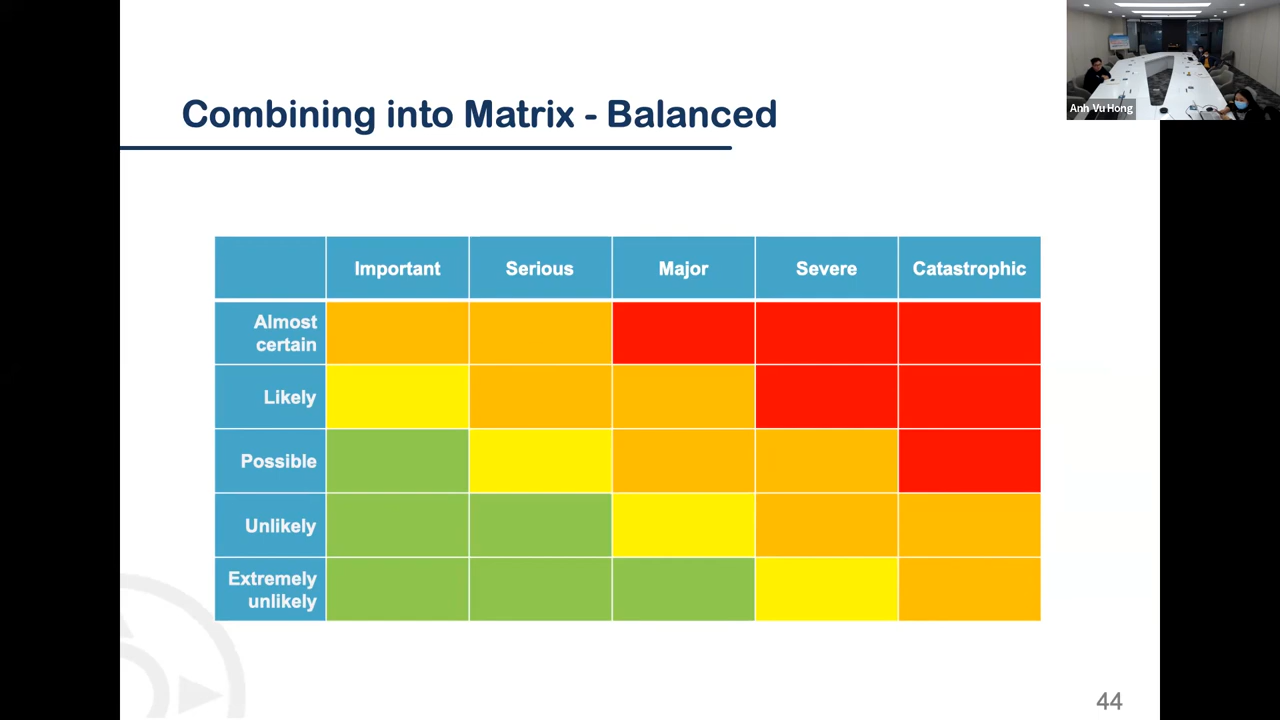 Anh Vu Hong
Combining into Matrix - Balanced
Important Serious Major Severe Catastrophic
Almost
certain
Likely
Possible
Unlikely
Extremely
unlikely
44